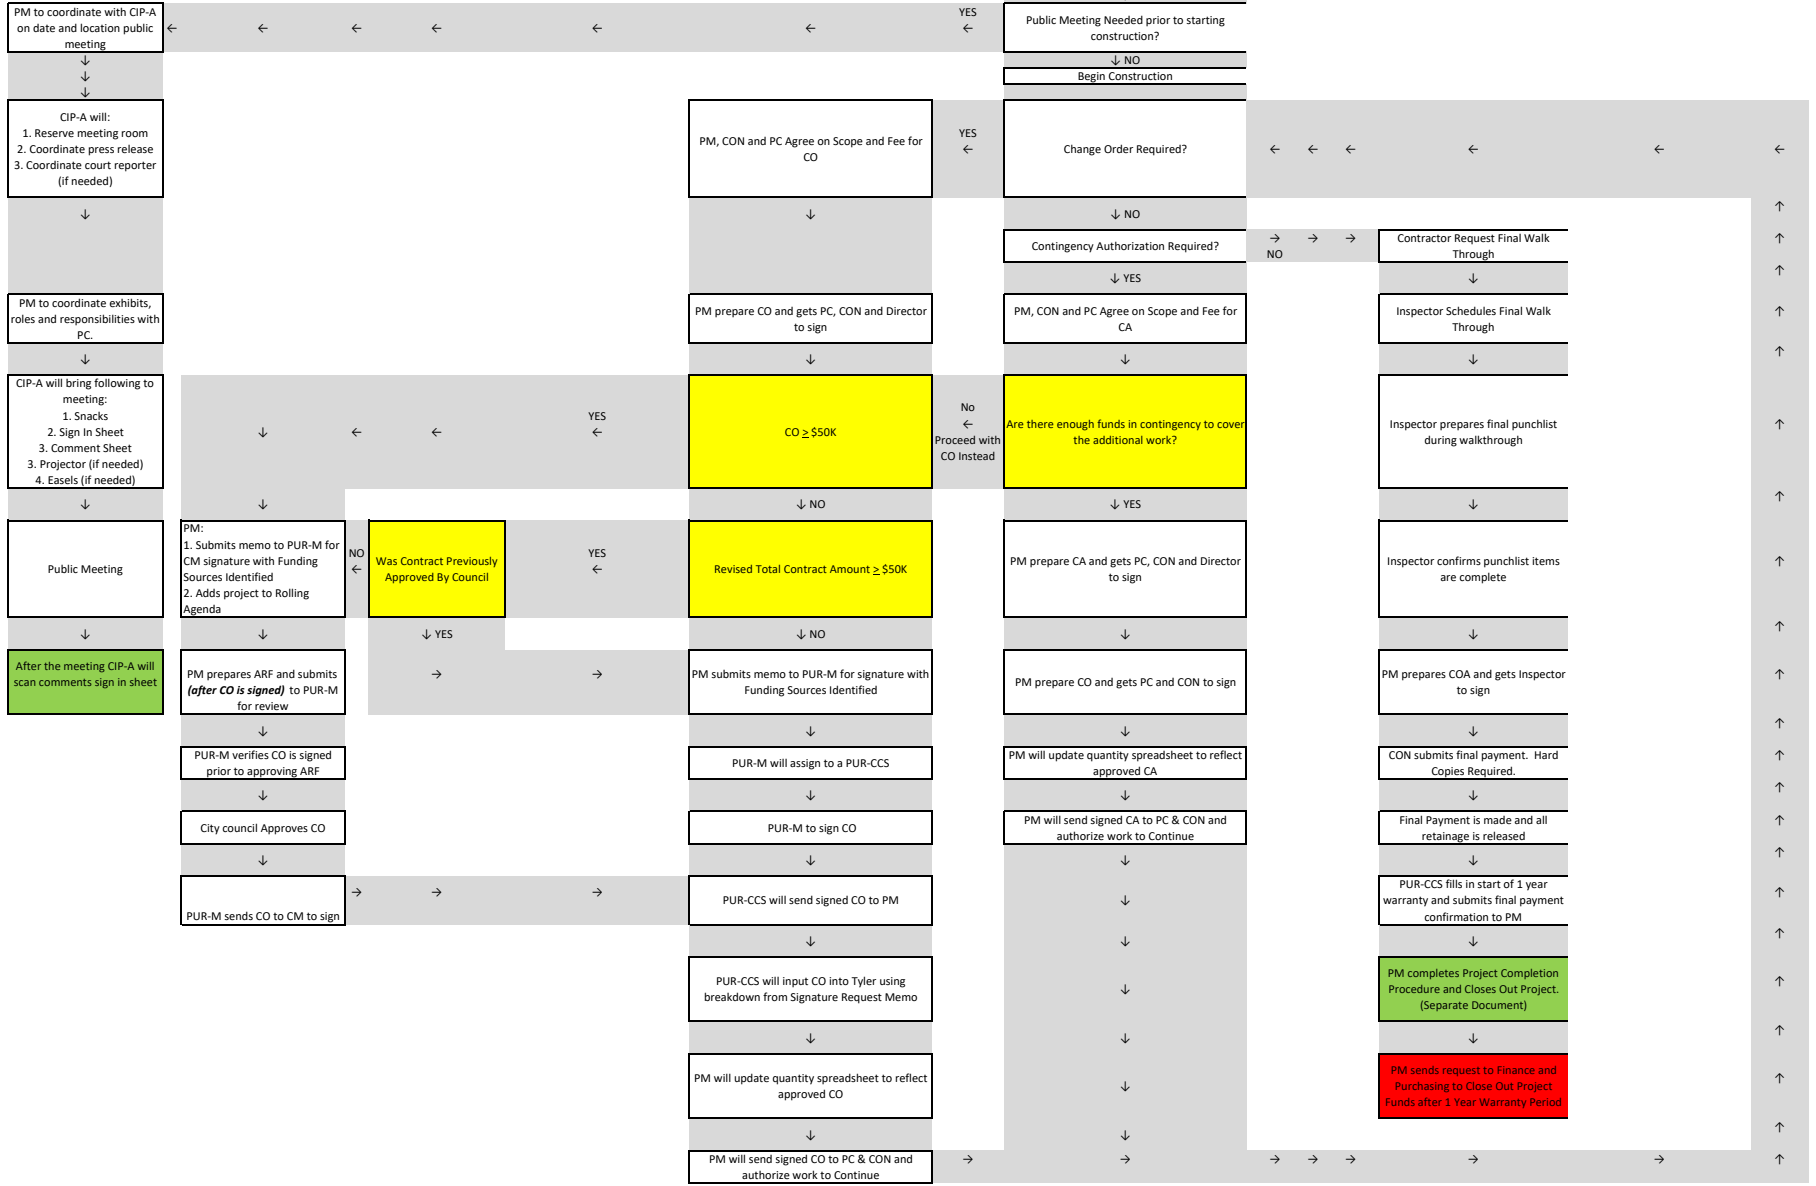 PM to coordinate with CIP-A
on date and location public
meeting
← ← ← ← ← ←
YES
←
Public Meeting Needed prior to starting
construction?
↓
↓
↓
↓ NO
Begin Construction
CIP-A will:
1. Reserve meeting room
2. Coordinate press release
3. Coordinate court reporter
(if needed)
PM, CON and PC Agree on Scope and Fee for
CO
YES
←
Change Order Required?
← ← ← ← ← ←
↓ ↓ ↓ NO ↑
Contingency Authorization Required?
→ → →
NO
Contractor Request Final Walk
Through
↑
↓ YES ↓ ↑
PM to coordinate exhibits,
roles and responsibilities with
PC.
PM prepare CO and gets PC, CON and Director
to sign
PM, CON and PC Agree on Scope and Fee for
CA
Inspector Schedules Final Walk
Through
↑
↓ ↓ ↓ ↓ ↑
CIP-A will bring following to
meeting:
1. Snacks
2. Sign In Sheet
3. Comment Sheet
3. Projector (if needed)
4. Easels (if needed)
↓ ← ←
YES
←
CO > $50K
No
←
Proceed with
CO Instead
Are there enough funds in contingency to cover
the additional work?
Inspector prepares final punchlist
during walkthrough
↑
↓ ↓ ↓ NO ↓ YES ↓ ↑
Public Meeting
PM:
1. Submits memo to PUR-M for
CM signature with Funding
Sources Identified
2. Adds project to Rolling
Agenda
NO
←
Was Contract Previously
Approved By Council
YES
←
Revised Total Contract Amount > $50K
PM prepare CA and gets PC, CON and Director
to sign
Inspector confirms punchlist items
are complete
↑
↓ ↓ ↓ YES ↓ NO ↓ ↓ ↑
After the meeting CIP-A will
scan comments sign in sheet
PM prepares ARF and submits
(after CO is signed) to PUR-M
for review
→ →
PM submits memo to PUR-M for signature with
Funding Sources Identified
PM prepare CO and gets PC and CON to sign
PM prepares COA and gets Inspector
to sign
↑
↓ ↓ ↓ ↓ ↑
PUR-M verifies CO is signed
prior to approving ARF
PUR-M will assign to a PUR-CCS
PM will update quantity spreadsheet to reflect
approved CA
CON submits final payment. Hard
Copies Required.
↑
↓ ↓ ↓ ↓ ↑
City council Approves CO
PUR-M to sign CO
PM will send signed CA to PC & CON and
authorize work to Continue
Final Payment is made and all
retainage is released
↑
↓ ↓ ↓ ↓ ↑
PUR-M sends CO to CM to sign
→ → →
PUR-CCS will send signed CO to PM
↓
PUR-CCS fills in start of 1 year
warranty and submits final payment
confirmation to PM
↑
↓ ↓ ↓ ↑
PUR-CCS will input CO into Tyler using
breakdown from Signature Request Memo
↓
PM completes Project Completion
Procedure and Closes Out Project.
(Separate Document)
↑
↓ ↓ ↓ ↑
PM will update quantity spreadsheet to reflect
approved CO
↓
PM sends request to Finance and
Purchasing to Close Out Project
Funds after 1 Year Warranty Period
↑
↓ ↓ ↑
PM will send signed CO to PC & CON and
authorize work to Continue
→ → → → → → → ↑